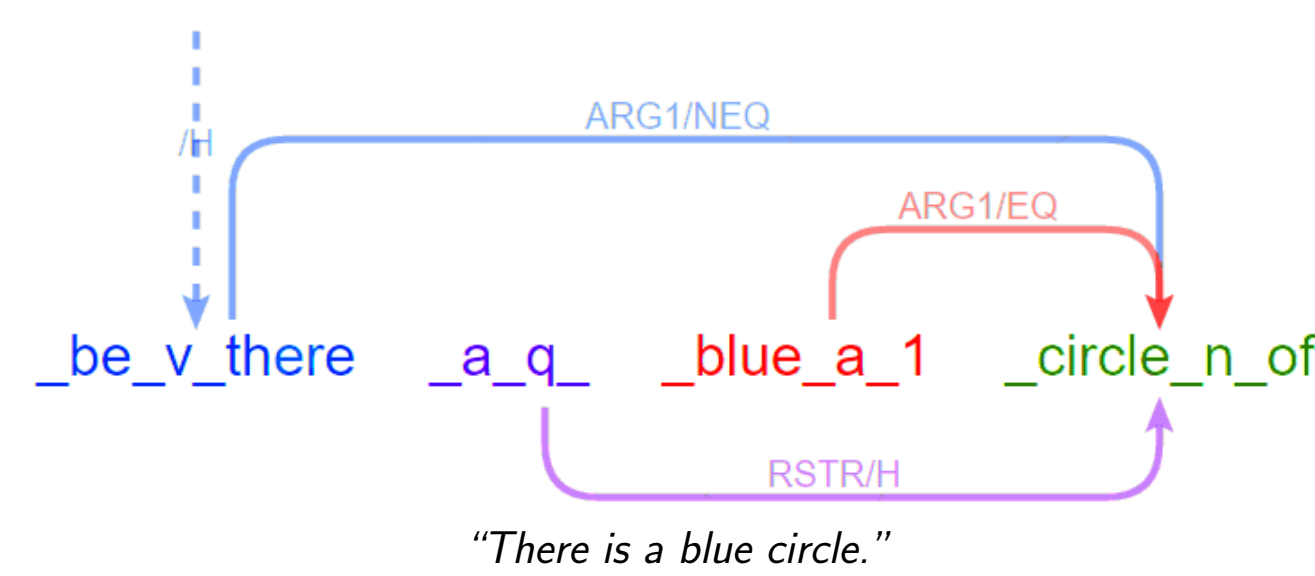 /H
ARG1/NEQ
ARG1/EQ
_be_v_there _a_q_ _blue_a_1 _circle_n_of
RSTR/H
“There is a blue circle.”